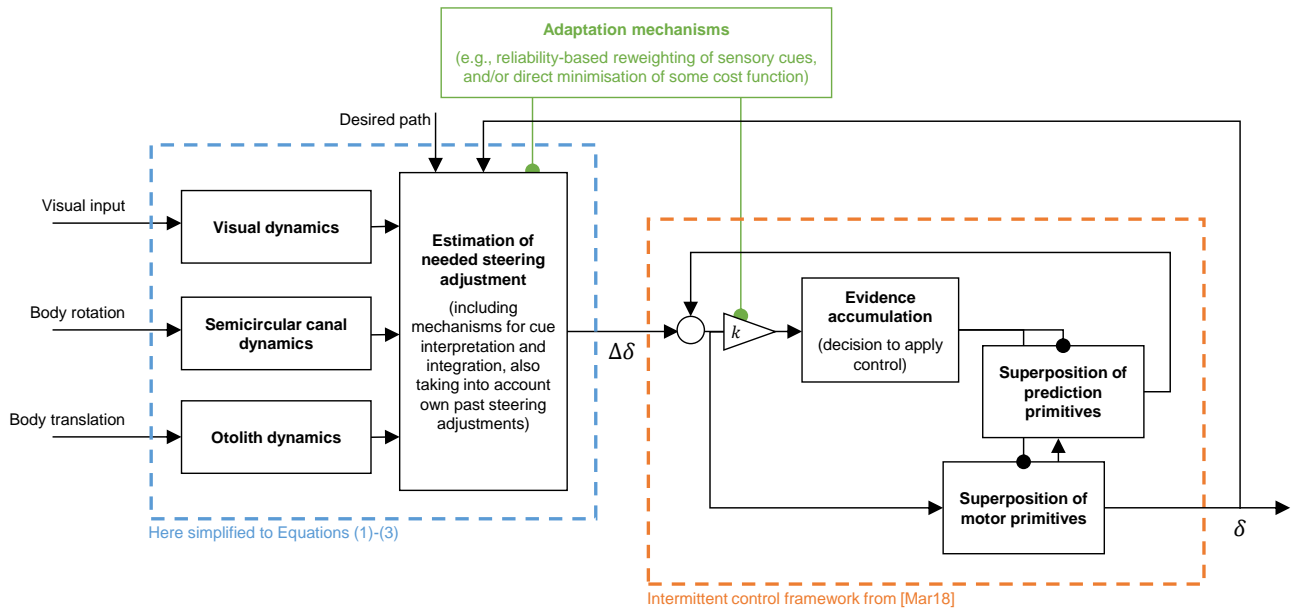 Adaptation mechanisms
(e.g., reliability-based reweighting of sensory cues,
and/or direct minimisation of some cost function)
Desired path
Visual input
Visual dynamics
Body rotation
Semicircular canal
dynamics
Body translation
Otolith dynamics
Estimation of
needed steering
adjustment
(including
mechanisms for cue
interpretation and
integration, also
taking into account
own past steering
adjustments)
Here simplified to Equations (1)-(3)
Δδ
k
Evidence
accumulation
(decision to apply
control)
Superposition of
prediction
primitives
Superposition of
motor primitives
δ
Intermittent control framework from [Mar18]